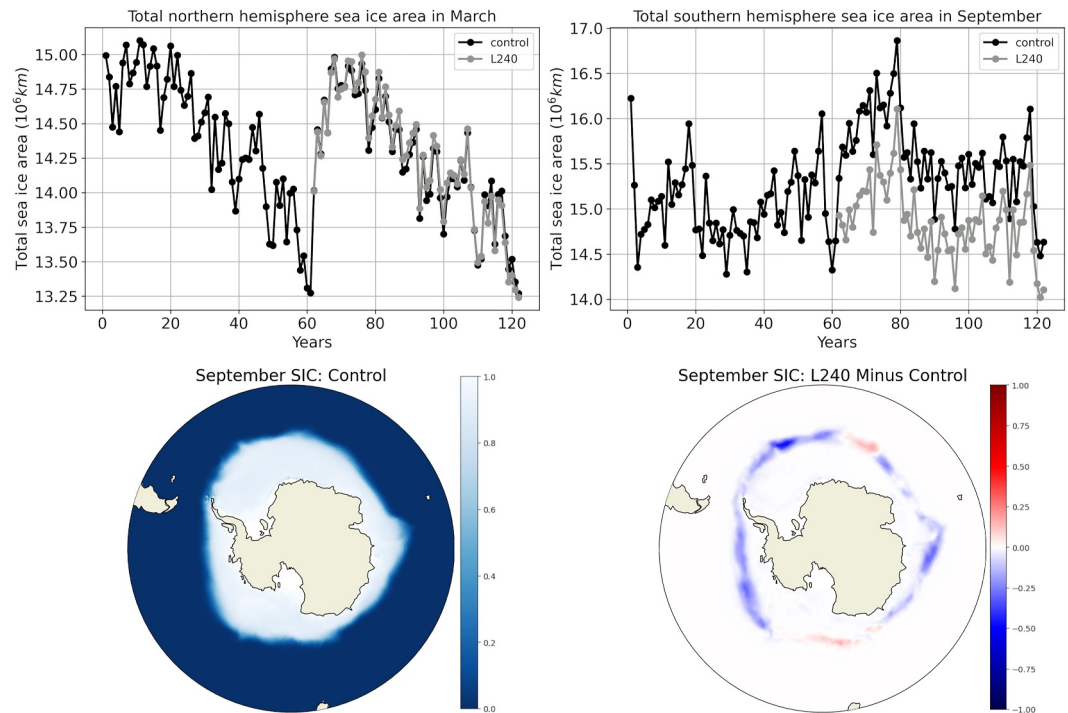 Total northern hemisphere sea ice area in March
Total sea ice area (10⁶km)
15.00
14.75
14.50
14.25
14.00
13.75
13.50
13.25
control
L240
0 20 40 60 80 100 120
Years
Total southern hemisphere sea ice area in September
Total sea ice area (10⁶km)
17.0
16.5
16.0
15.5
15.0
14.5
14.0
control
L240
0 20 40 60 80 100 120
Years
September SIC: Control
1.0
0.8
0.6
0.4
0.2
0.0
September SIC: L240 Minus Control
1.00
0.75
0.50
0.25
0.00
−0.25
−0.50
−0.75
−1.00